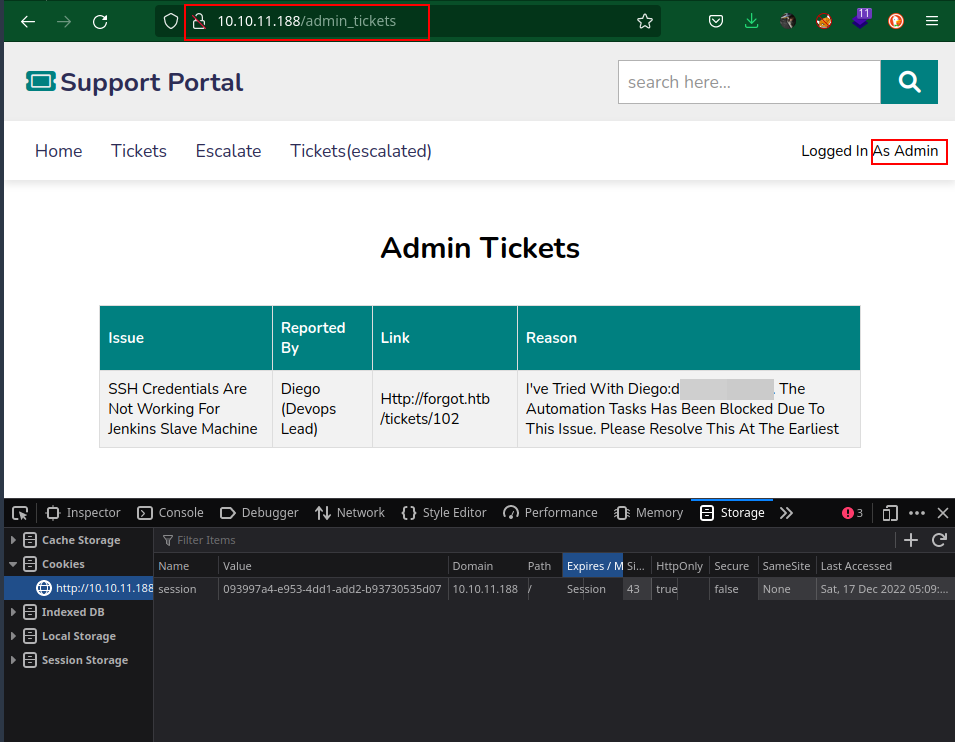 10.10.11.188/admin_tickets
11
Support Portal
search here...
Home Tickets Escalate Tickets(escalated) Logged In As Admin
Admin Tickets
Issue Reported By Link Reason
SSH Credentials Are Not Working For Jenkins Slave Machine
Diego (Devops Lead)
Http://forgot.htb/tickets/102
I've Tried With Diego:d . The
Automation Tasks Has Been Blocked Due To
This Issue. Please Resolve This At The Earliest
Inspector Console Debugger Network Style Editor Performance Memory Storage 3
Cache Storage
Cookies
http://10.10.11.188
Indexed DB
Local Storage
Session Storage
Filter Items
Name Value Domain Path Expires / M Si... HttpOnly Secure SameSite Last Accessed
session 093997a4-e953-4dd1-add2-b93730535d07 10.10.11.188 / Session 43 true false None Sat, 17 Dec 2022 05:09:...